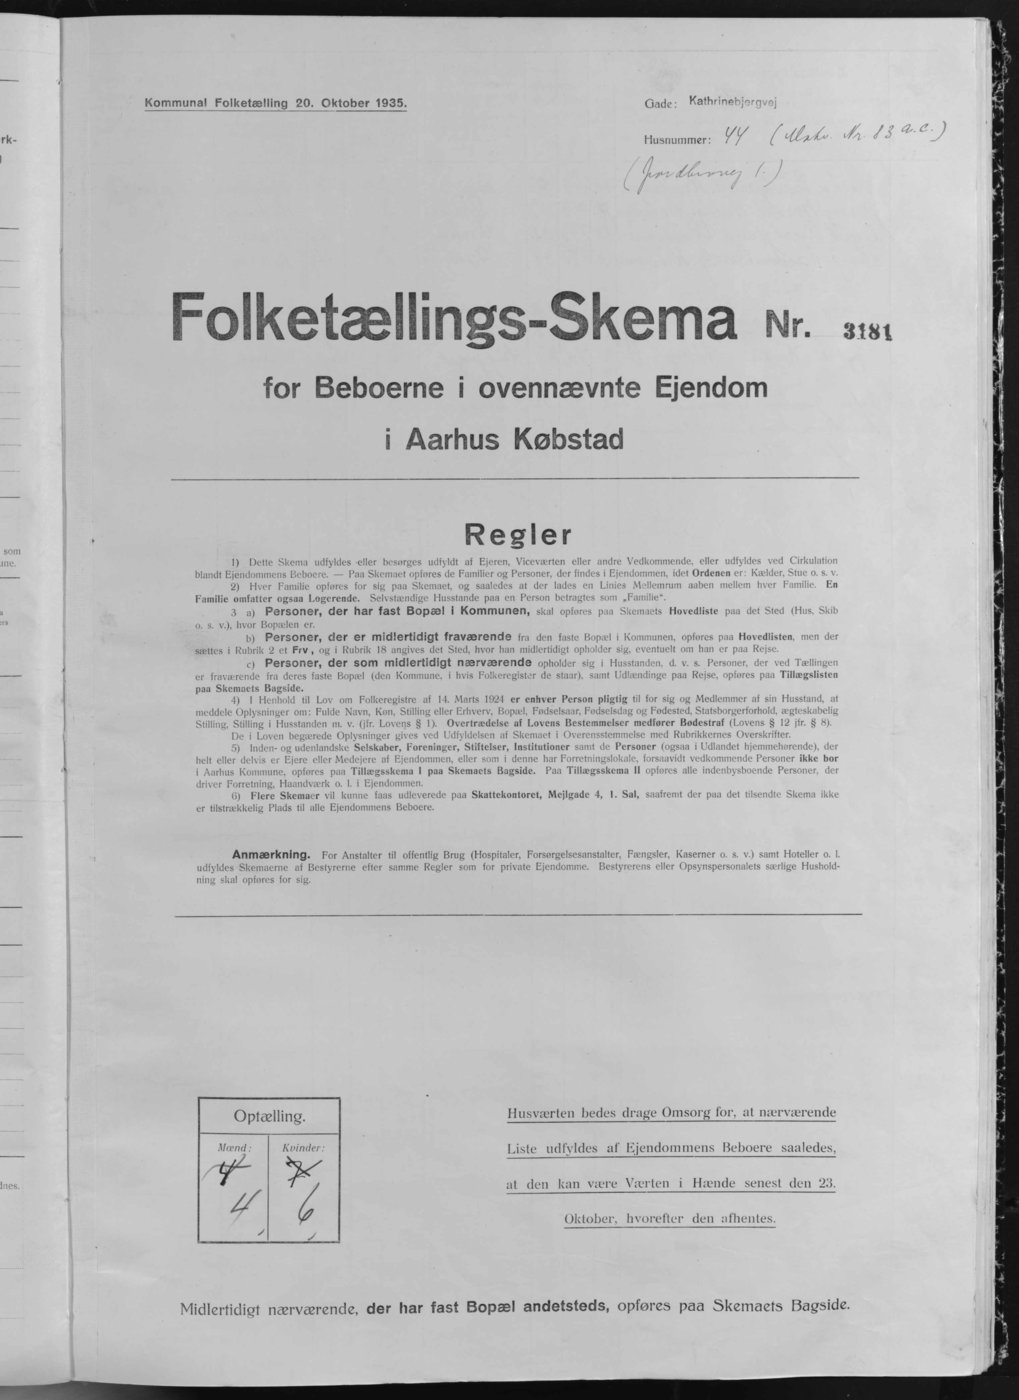 Kommunal Folketælling 20. Oktober 1935.
Gade: Kathrinebjergvej
Husnummer: 44 (Matr. Nr. 83 a.c.)
Folketællings-Skema Nr. 3181
for Beboerne i ovennævnte Ejendom
i Aarhus Købstad
Regler
1) Dette Skema udfyldes eller besørges udfyldt af Ejeren, Viceværten eller andre Vedkommende, eller udfyldes ved Cirkulation
blandt Ejendommens Beboere. — Paa Skemaet opføres de Familier og Personer, der findes i Ejendommen, idet Ordenen er: Kælder, Stue o. s. v.
2) Hver Familie opføres for sig paa Skemaet, og saaledes at der lades en Linies Mellemrum aaben mellem hver Familie. En
Familie omfatter ogsaa Logerende. Selvstændige Husstande paa en Person betragtes som „Familie".
3 a) Personer, der har fast Bopæl i Kommunen, skal opføres paa Skemaets Hovedliste paa det Sted (Hus, Skib
o. s. v.), hvor Bopælen er.
b) Personer, der er midlertidigt fraværende fra den faste Bopæl i Kommunen, opføres paa Hovedlisten, men der
sættes i Rubrik 2 et Frv, og i Rubrik 18 angives det Sted, hvor han midlertidigt opholder sig, eventuelt om han er paa Rejse.
c) Personer, der som midlertidigt nærværende opholder sig i Husstanden, d. v. s. Personer, der ved Tællingen
er fraværende fra deres faste Bopæl (den Kommune, i hvis Folkeregister de staar), samt Udlændinge paa Rejse, opføres paa Tillægslisten
paa Skemaets Bagside.
4) I Henhold til Lov om Folkeregistre af 14. Marts 1924 er enhver Person pligtig til for sig og Medlemmer af sin Husstand, at
meddele Oplysninger om: Fulde Navn, Køn, Stilling eller Erhverv, Bopæl, Fødselsaar, Fødselsdag og Fødested, Statsborgerforhold, ægteskabelig
Stilling, Stilling i Husstanden m. v. (jfr. Lovens § 1). Overtrædelse af Lovens Bestemmelser medfører Bødestraf (Lovens § 12 jfr. § 8).
De i Loven begærede Oplysninger gives ved Udfyldelsen af Skemaet i Overensstemmelse med Rubrikkernes Overskrifter.
5) Inden- og udenlandske Selskaber, Foreninger, Stiftelser, Institutioner samt de Personer (ogsaa i Udlandet hjemmehørende), der
helt eller delvis er Ejere eller Medejere af Ejendommen, eller som i denne har Forretningslokale, forsaavidt vedkommende Personer ikke bor
i Aarhus Kommune, opføres paa Tillægsskema I paa Skemaets Bagside. Paa Tillægsskema II opføres alle indenbysboende Personer, der
driver Forretning, Haandværk o. l. i Ejendommen.
6) Flere Skemaer vil kunne faas udleverede paa Skattekontoret, Mejlgade 4, 1. Sal, saafremt der paa det tilsendte Skema ikke
er tilstrækkelig Plads til alle Ejendommens Beboere.
Anmærkning. For Anstalter til offentlig Brug (Hospitaler, Forsørgelsesanstalter, Fængsler, Kaserner o. s. v.) samt Hoteller o. l.
udfyldes Skemaerne af Bestyrerne efter samme Regler som for private Ejendomme. Bestyrerens eller Opsynspersonalets særlige Hushold-
ning skal opføres for sig.
Optælling.
Mænd: Kvinder:
4 7
4 6
Husværten bedes drage Omsorg for, at nærværende
Liste udfyldes af Ejendommens Beboere saaledes,
at den kan være Værten i Hænde senest den 23.
Oktober, hvorefter den afhentes.
Midlertidigt nærværende, der har fast Bopæl andetsteds, opføres paa Skemaets Bagside.